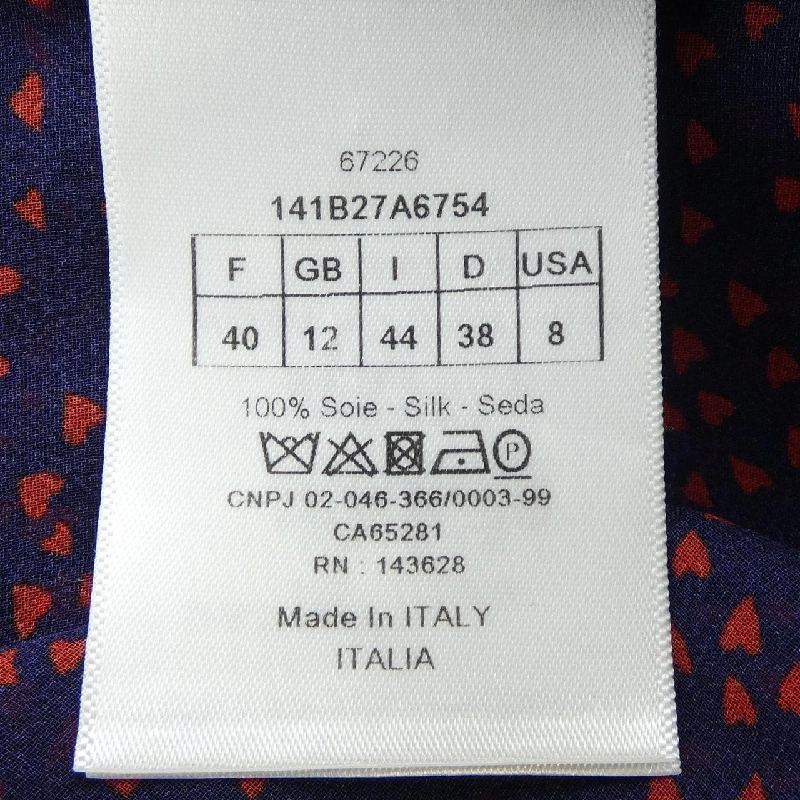 67226
141B27A6754
F GB I D USA
40 12 44 38 8
100% Soie - Silk - Seda
P
CNPJ 02-046-366/0003-99
CA65281
RN : 143628
Made In ITALY
ITALIA